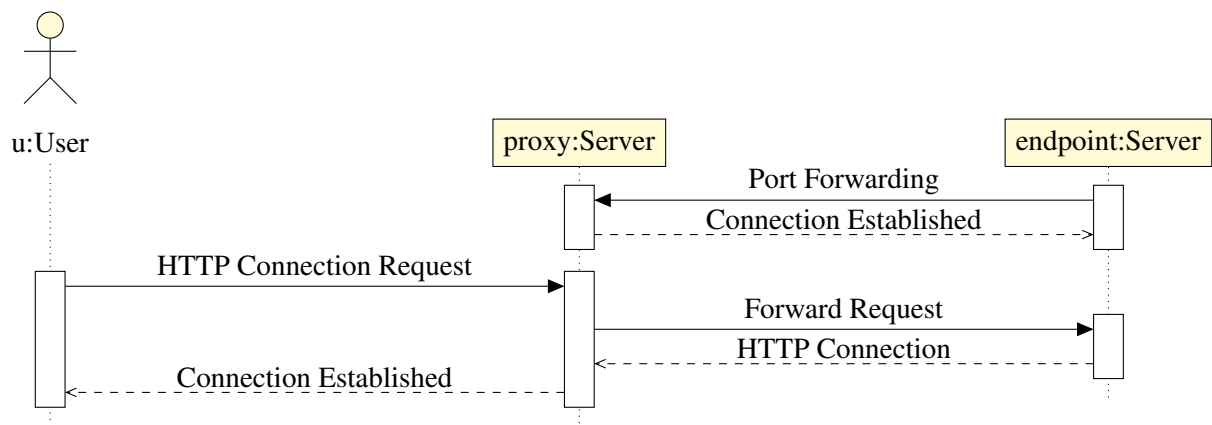 u:User
proxy:Server
endpoint:Server
Port Forwarding
Connection Established
HTTP Connection Request
Forward Request
HTTP Connection
Connection Established